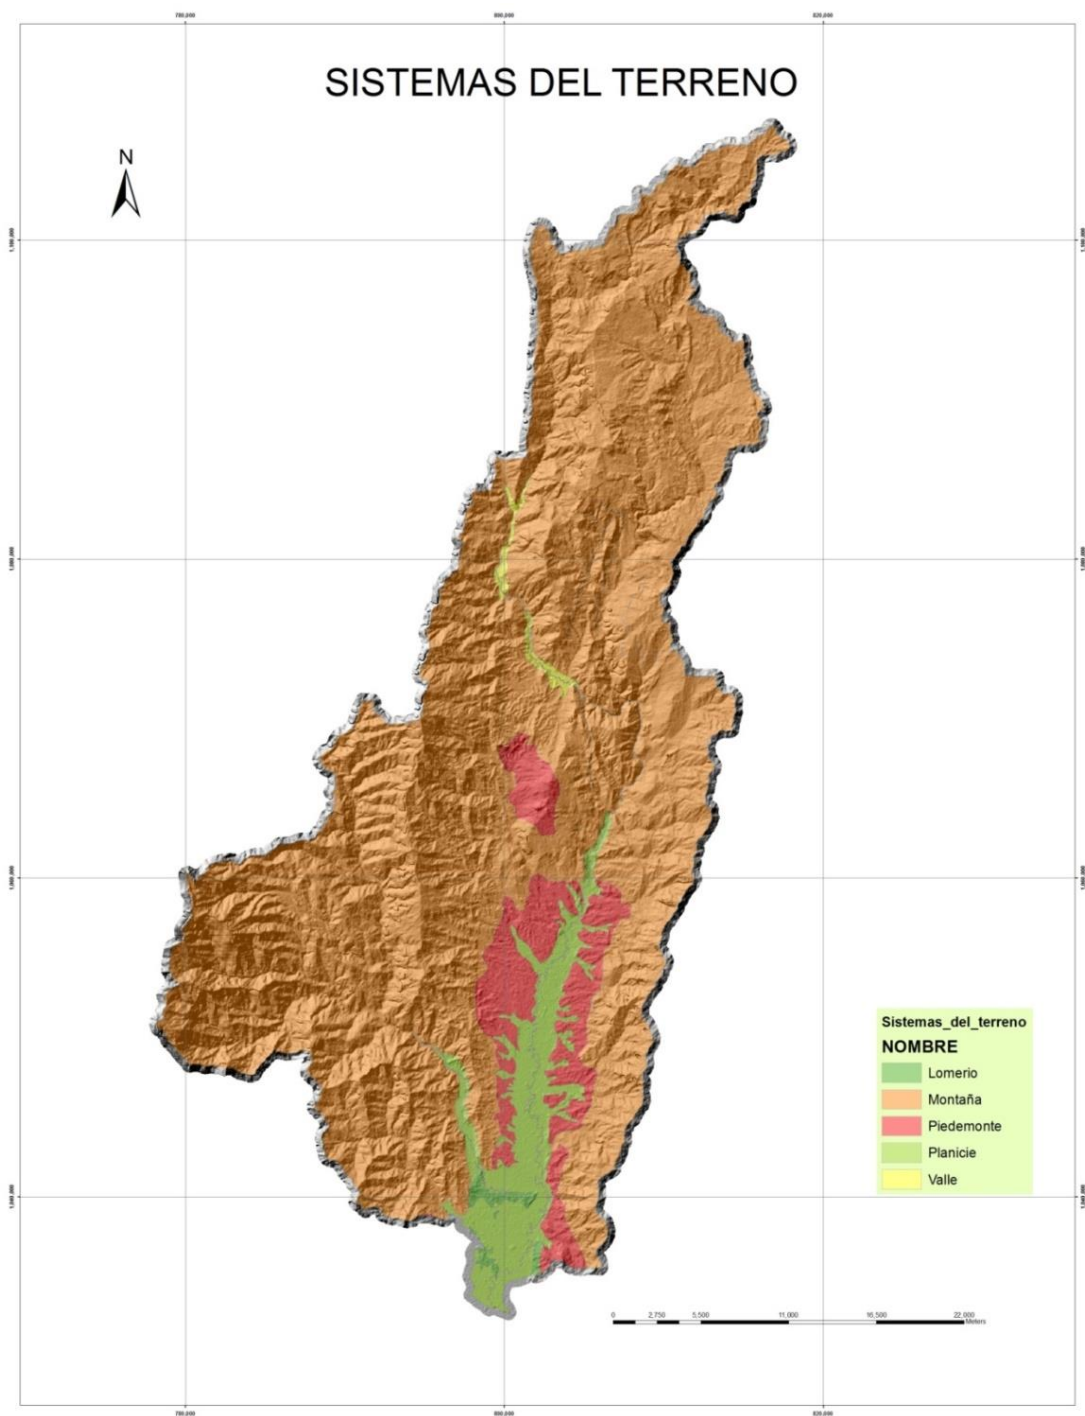 SISTEMAS DEL TERRENO
N
Sistemas_del_terreno
NOMBRE
Lomerio
Montaña
Piedemonte
Planicie
Valle
0 2,750 5,500 11,000 16,500 22,000
Meters